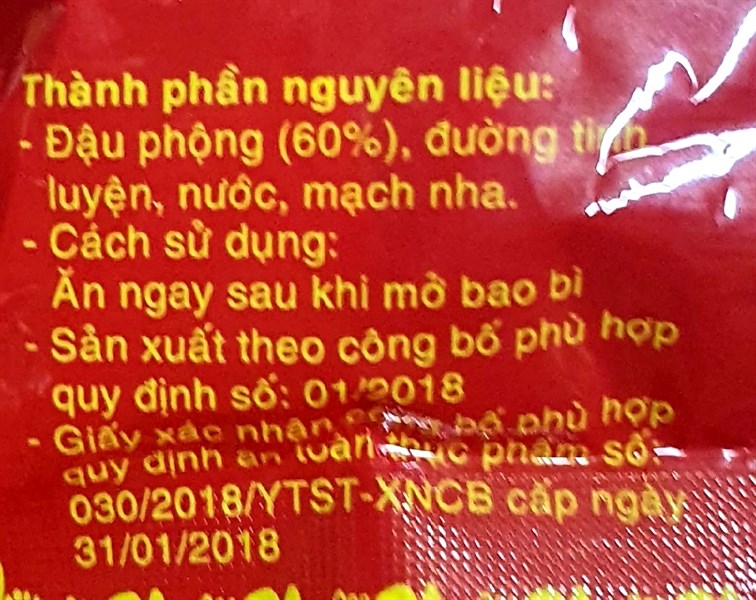 Thành phần nguyên liệu:
- Đậu phộng (60%), đường tinh
luyện, nước, mạch nha.
- Cách sử dụng:
Ăn ngay sau khi mở bao bì
- Sản xuất theo công bố phù hợp
quy định số: 01/2018
- Giấy xác nhận công bố phù hợp
quy định an toàn thực phẩm số:
030/2018/YTST-XNCB cấp ngày
31/01/2018